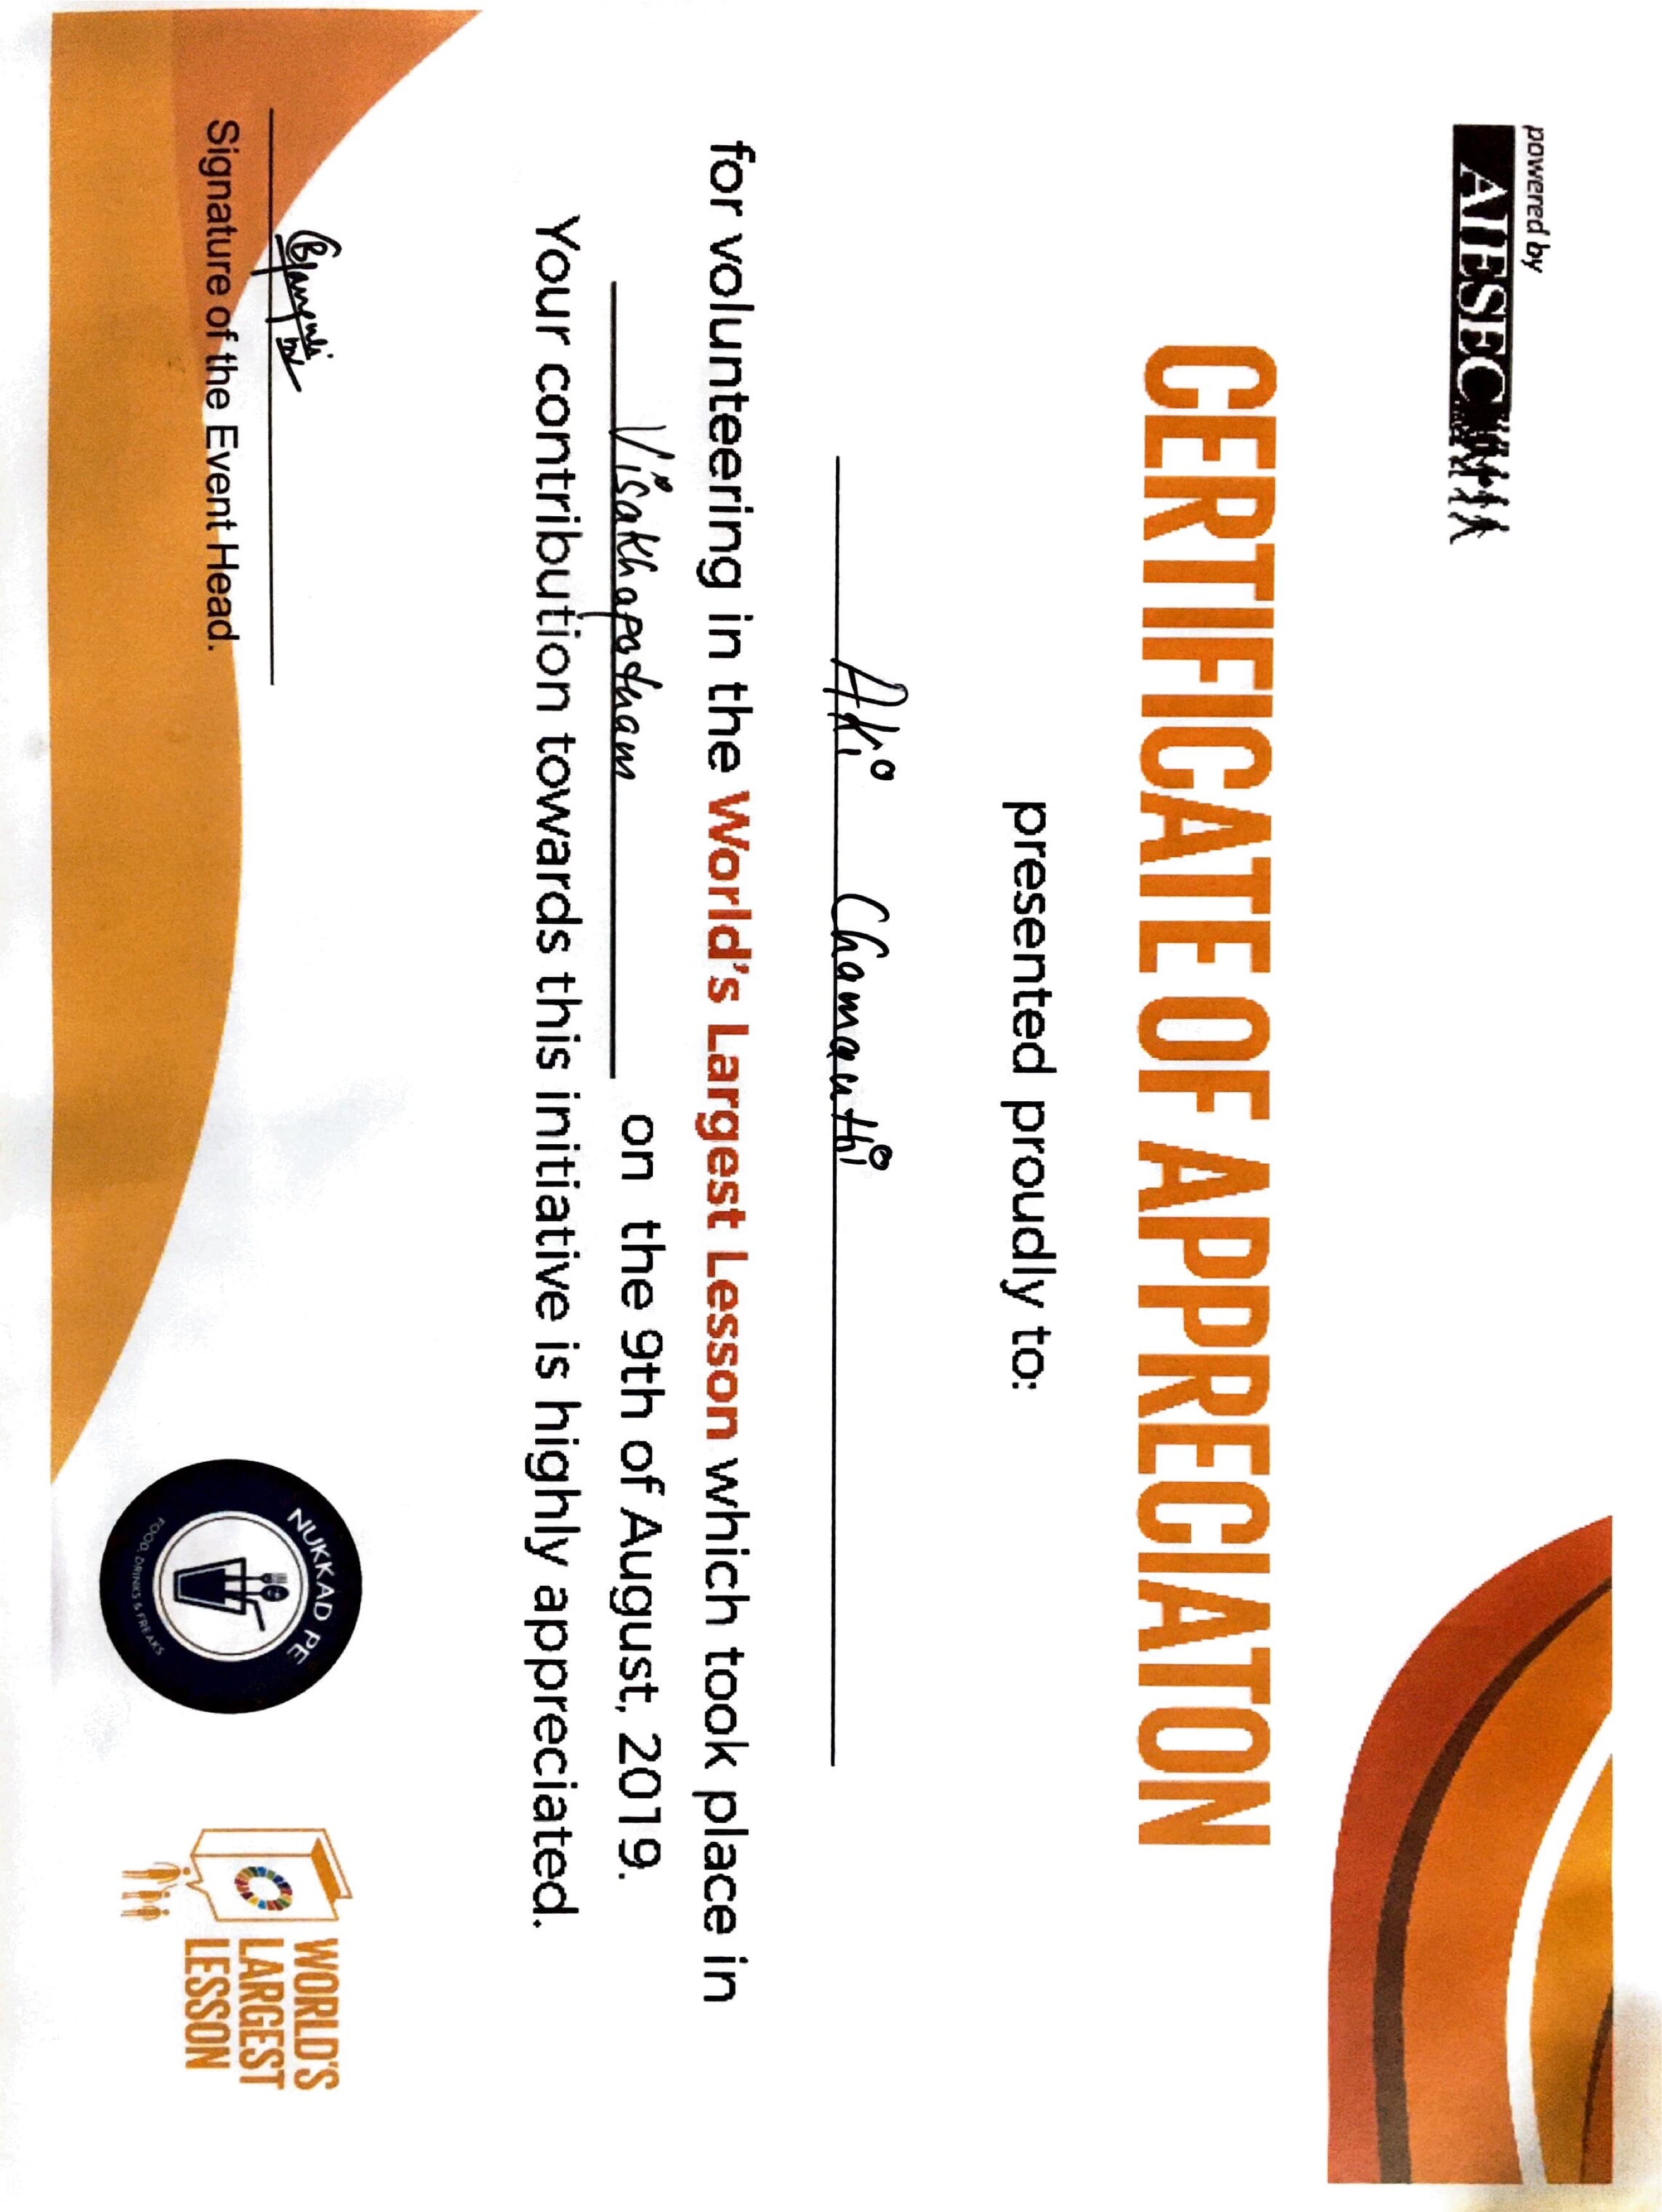 powered by
AIESEC
CERTIFICATE OF APPRECIATON
presented proudly to:
Aki Chamanthi
for volunteering in the World's Largest Lesson which took place in
Visakhapatnam on the 9th of August, 2019.
Your contribution towards this initiative is highly appreciated.
Signature of the Event Head.
NUKKAD PE
FOOD, DRINKS & FREAKS
WORLD'S
LARGEST
LESSON